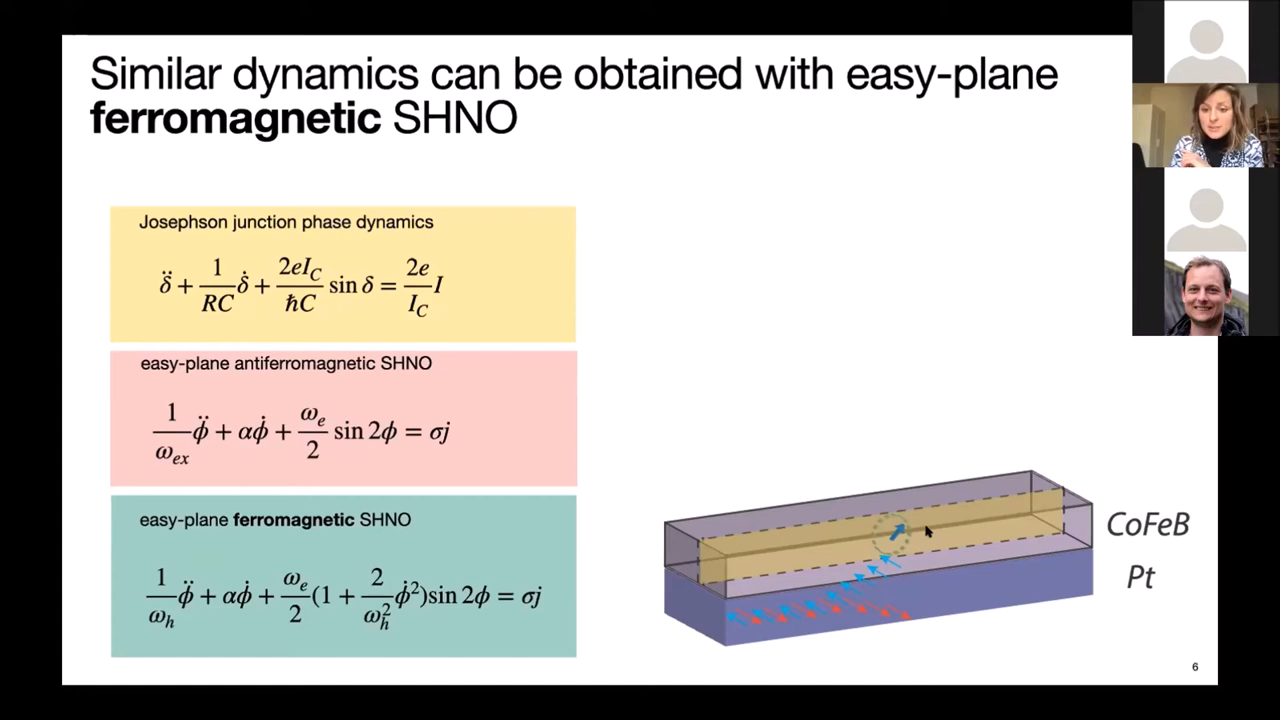 Similar dynamics can be obtained with easy-plane
ferromagnetic SHNO
Josephson junction phase dynamics
δ̈ + 1/RC δ̇ + 2eI_C/ħC sin δ = 2e/I_C I
easy-plane antiferromagnetic SHNO
1/ω_ex ϕ̈ + αϕ̇ + ω_e/2 sin 2ϕ = σj
easy-plane ferromagnetic SHNO
1/ω_h ϕ̈ + αϕ̇ + ω_e/2 (1 + 2/ω_h² ϕ̇²) sin 2ϕ = σj
CoFeB
Pt
6